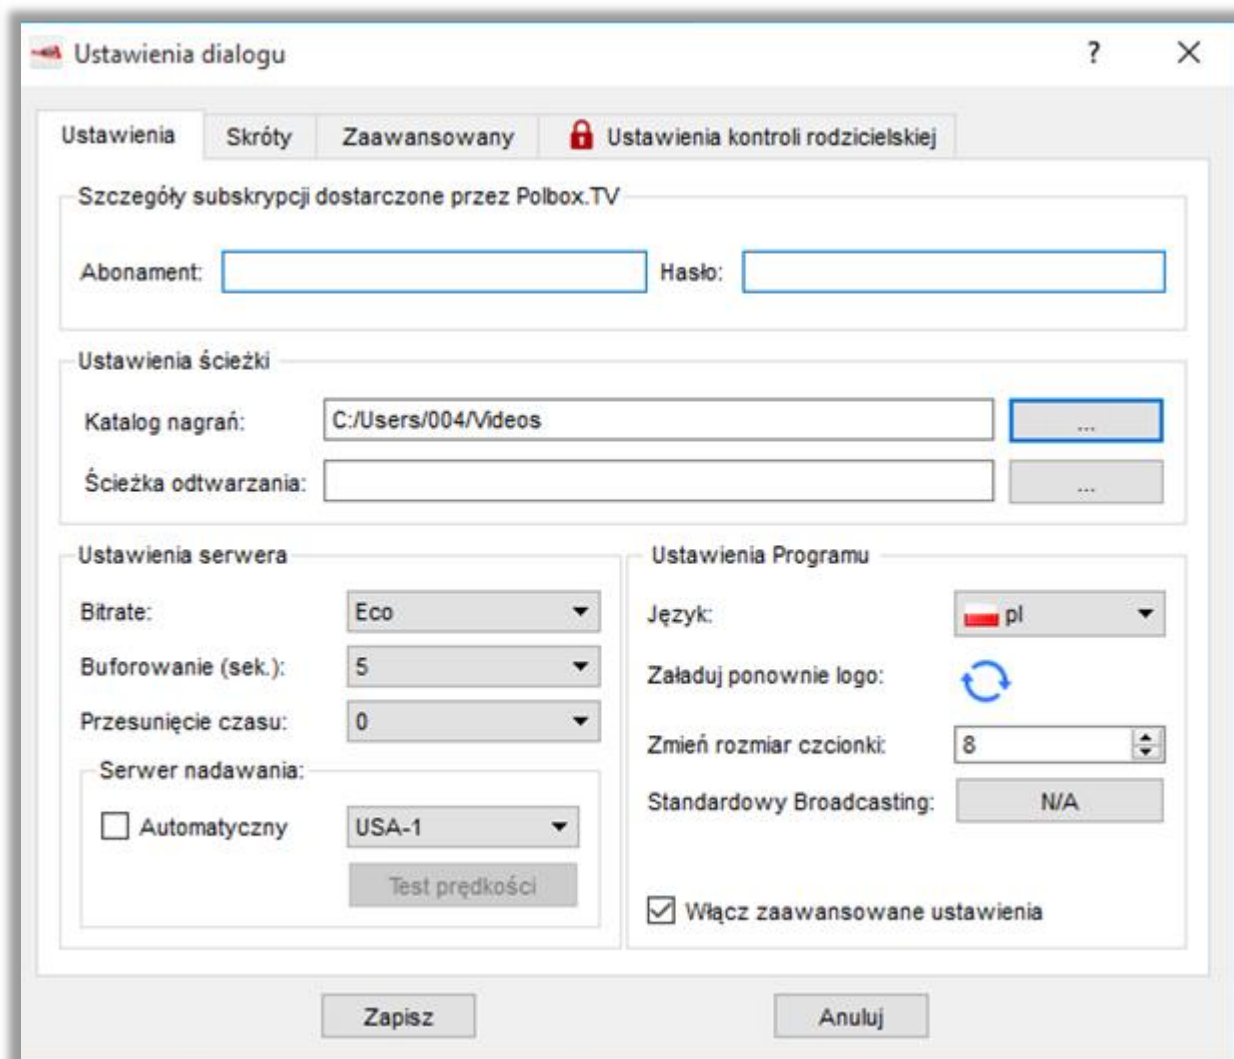 Ustawienia dialogu ?
Ustawienia Skróty Zaawansowany Ustawienia kontroli rodzicielskiej
Szczegóły subskrypcji dostarczone przez Polbox.TV
Abonament: Hasło:
Ustawienia ścieżki
Katalog nagrań: C:/Users/004/Videos ...
Ścieżka odtwarzania: ...
Ustawienia serwera
Bitrate: Eco
Buforowanie (sek.): 5
Przesunięcie czasu: 0
Serwer nadawania:
Automatyczny USA-1
Test prędkości
Ustawienia Programu
Język: pl
Załaduj ponownie logo:
Zmień rozmiar czcionki: 8
Standardowy Broadcasting: N/A
Włącz zaawansowane ustawienia
Zapisz Anuluj